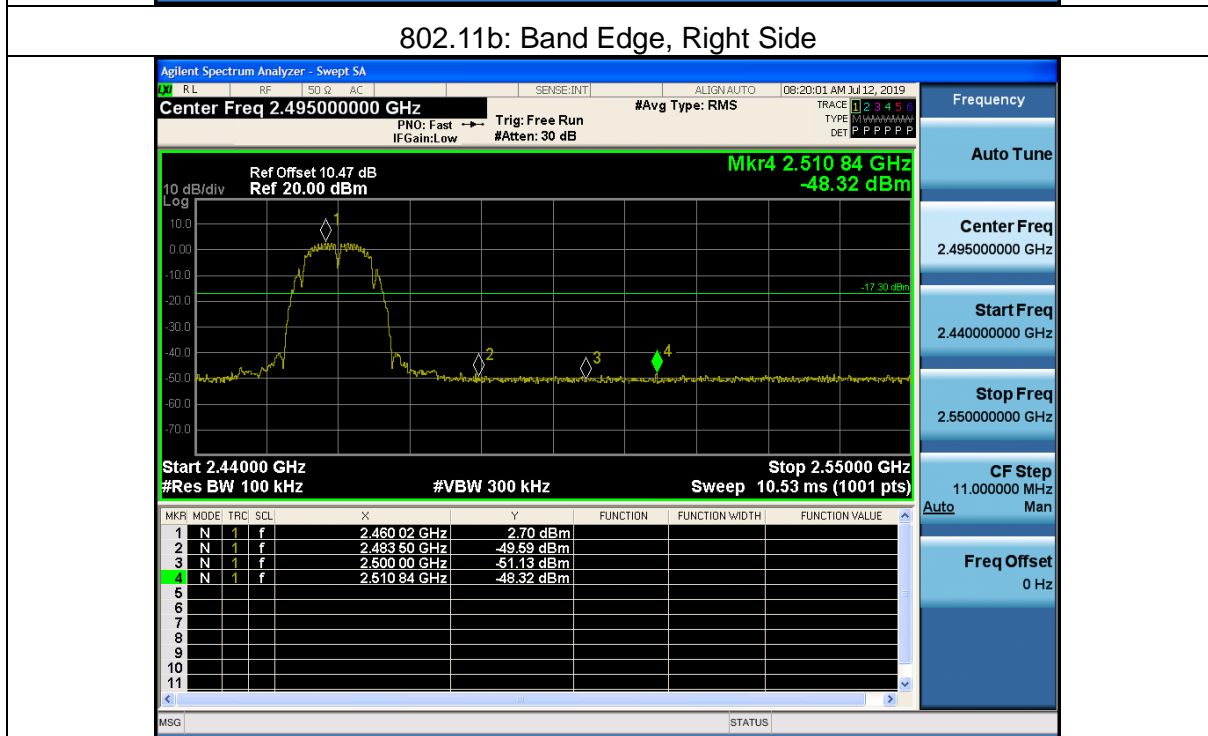 802.11b: Band Edge, Right Side
Agilent Spectrum Analyzer - Swept SA
LXI RL RF 50 Ω AC SENSE:INT ALIGN AUTO 08:20:01 AM Jul 12, 2019
Center Freq 2.495000000 GHz
PNO: Fast
IFGain:Low
Trig: Free Run
#Atten: 30 dB
#Avg Type: RMS
TRACE 1 2 3 4 5 6
TYPE MWWWWW
DET P P P P P P
Ref Offset 10.47 dB
10 dB/div Ref 20.00 dBm
Log
Mkr4 2.510 84 GHz
-48.32 dBm
10.0
0.00
-10.0
-20.0
-30.0
-40.0
-50.0
-60.0
-70.0
1
2
3
4
-17.30 dBm
Start 2.44000 GHz Stop 2.55000 GHz
#Res BW 100 kHz #VBW 300 kHz Sweep 10.53 ms (1001 pts)
MKR MODE TRC SCL X Y FUNCTION FUNCTION WIDTH FUNCTION VALUE
1 N 1 f 2.460 02 GHz 2.70 dBm
2 N 1 f 2.483 50 GHz -49.59 dBm
3 N 1 f 2.500 00 GHz -51.13 dBm
4 N 1 f 2.510 84 GHz -48.32 dBm
5
6
7
8
9
10
11
MSG STATUS
Frequency
Auto Tune
Center Freq
2.495000000 GHz
Start Freq
2.440000000 GHz
Stop Freq
2.550000000 GHz
CF Step
11.000000 MHz
Auto Man
Freq Offset
0 Hz